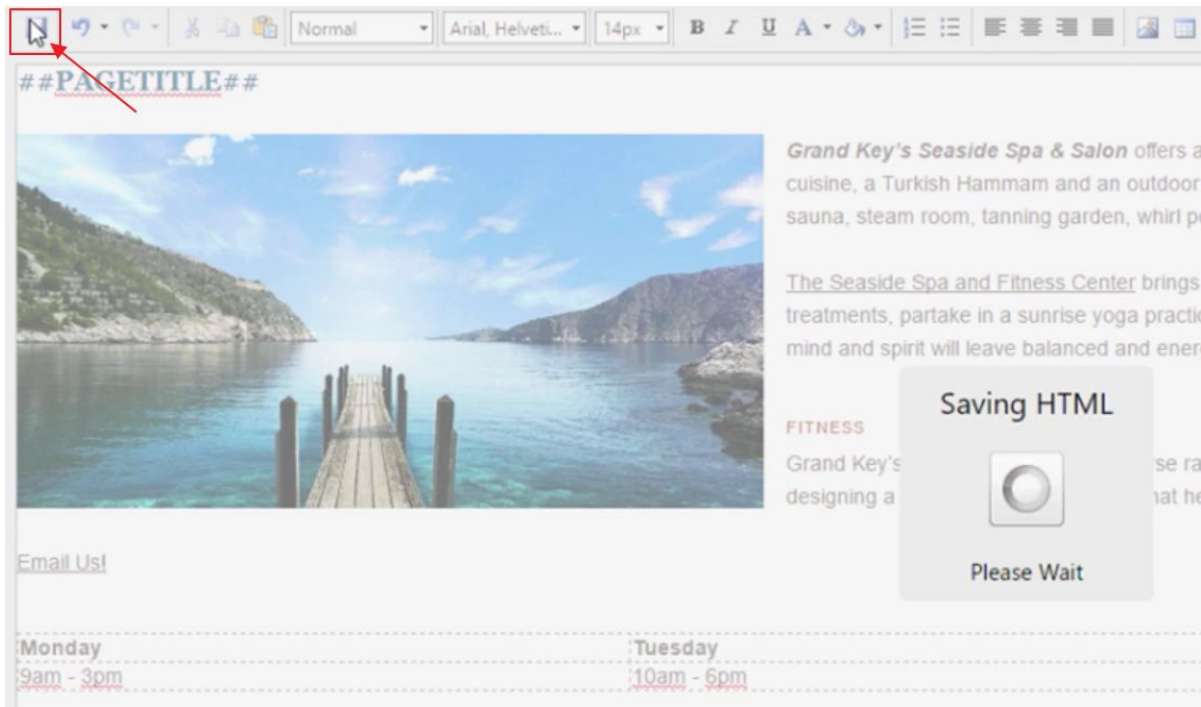 Normal Arial, Helveti... 14px B I U A
##PAGETITLE##
Grand Key's Seaside Spa & Salon offers a
cuisine, a Turkish Hammam and an outdoor
sauna, steam room, tanning garden, whirl
The Seaside Spa and Fitness Center brings
treatments, partake in a sunrise yoga
mind and spirit will leave balanced and
FITNESS
Grand Key's
designing a
Saving HTML
Please Wait
Email Us!
Monday Tuesday
9am - 3pm 10am - 6pm